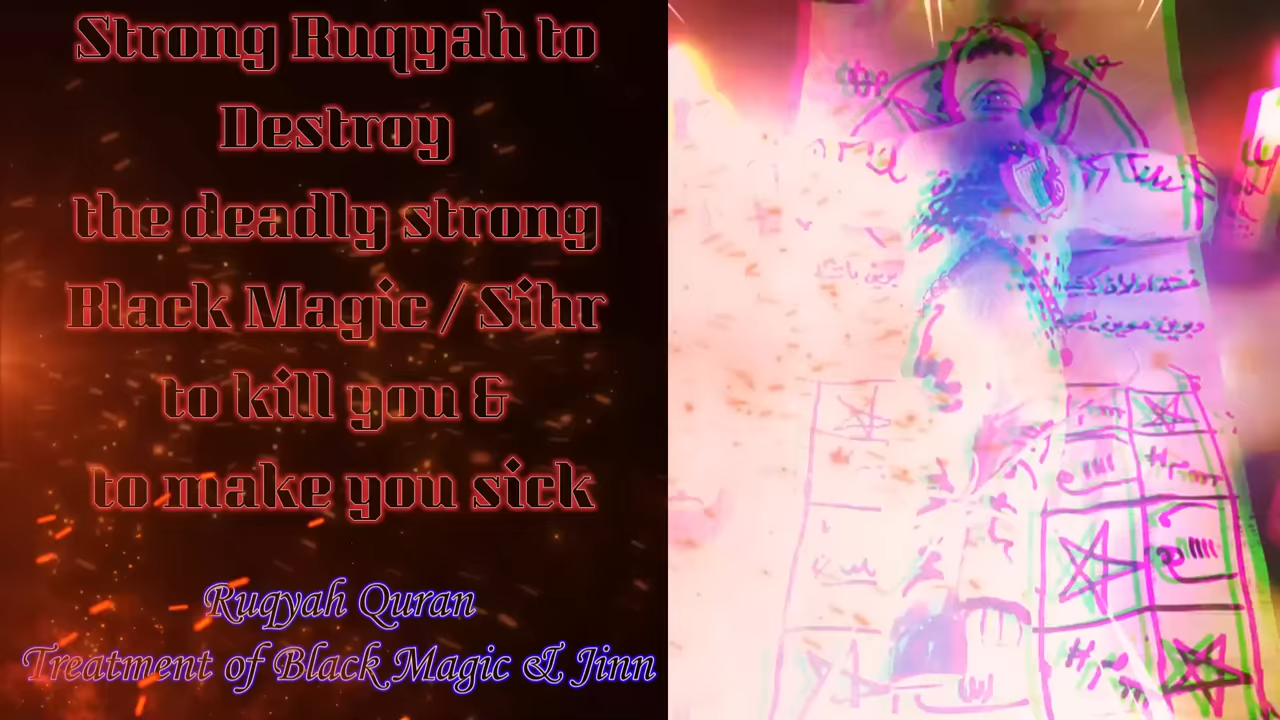 Strong Ruqyah to
Destroy
the deadly strong
Black Magic / Sihr
to kill you &
to make you sick
Ruqyah Quran
Treatment of Black Magic & Jinn